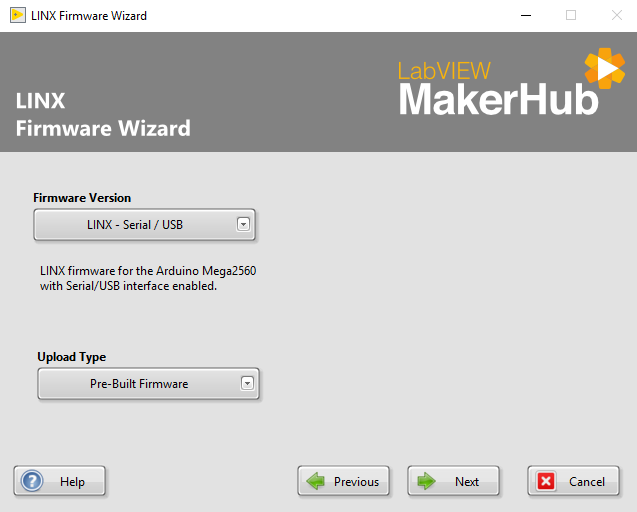 LINX Firmware Wizard
LabVIEW
MakerHub
LINX
Firmware Wizard
Firmware Version
LINX - Serial / USB
LINX firmware for the Arduino Mega2560
with Serial/USB interface enabled.
Upload Type
Pre-Built Firmware
Help
Previous
Next
Cancel